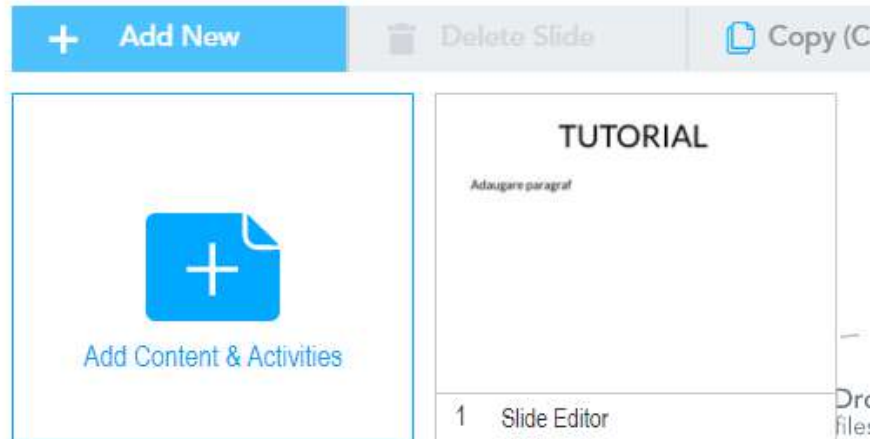 Add New
Delete Slide
Copy (C
TUTORIAL
Adaugare paragraf
Add Content & Activities
1 Slide Editor
Dro
files